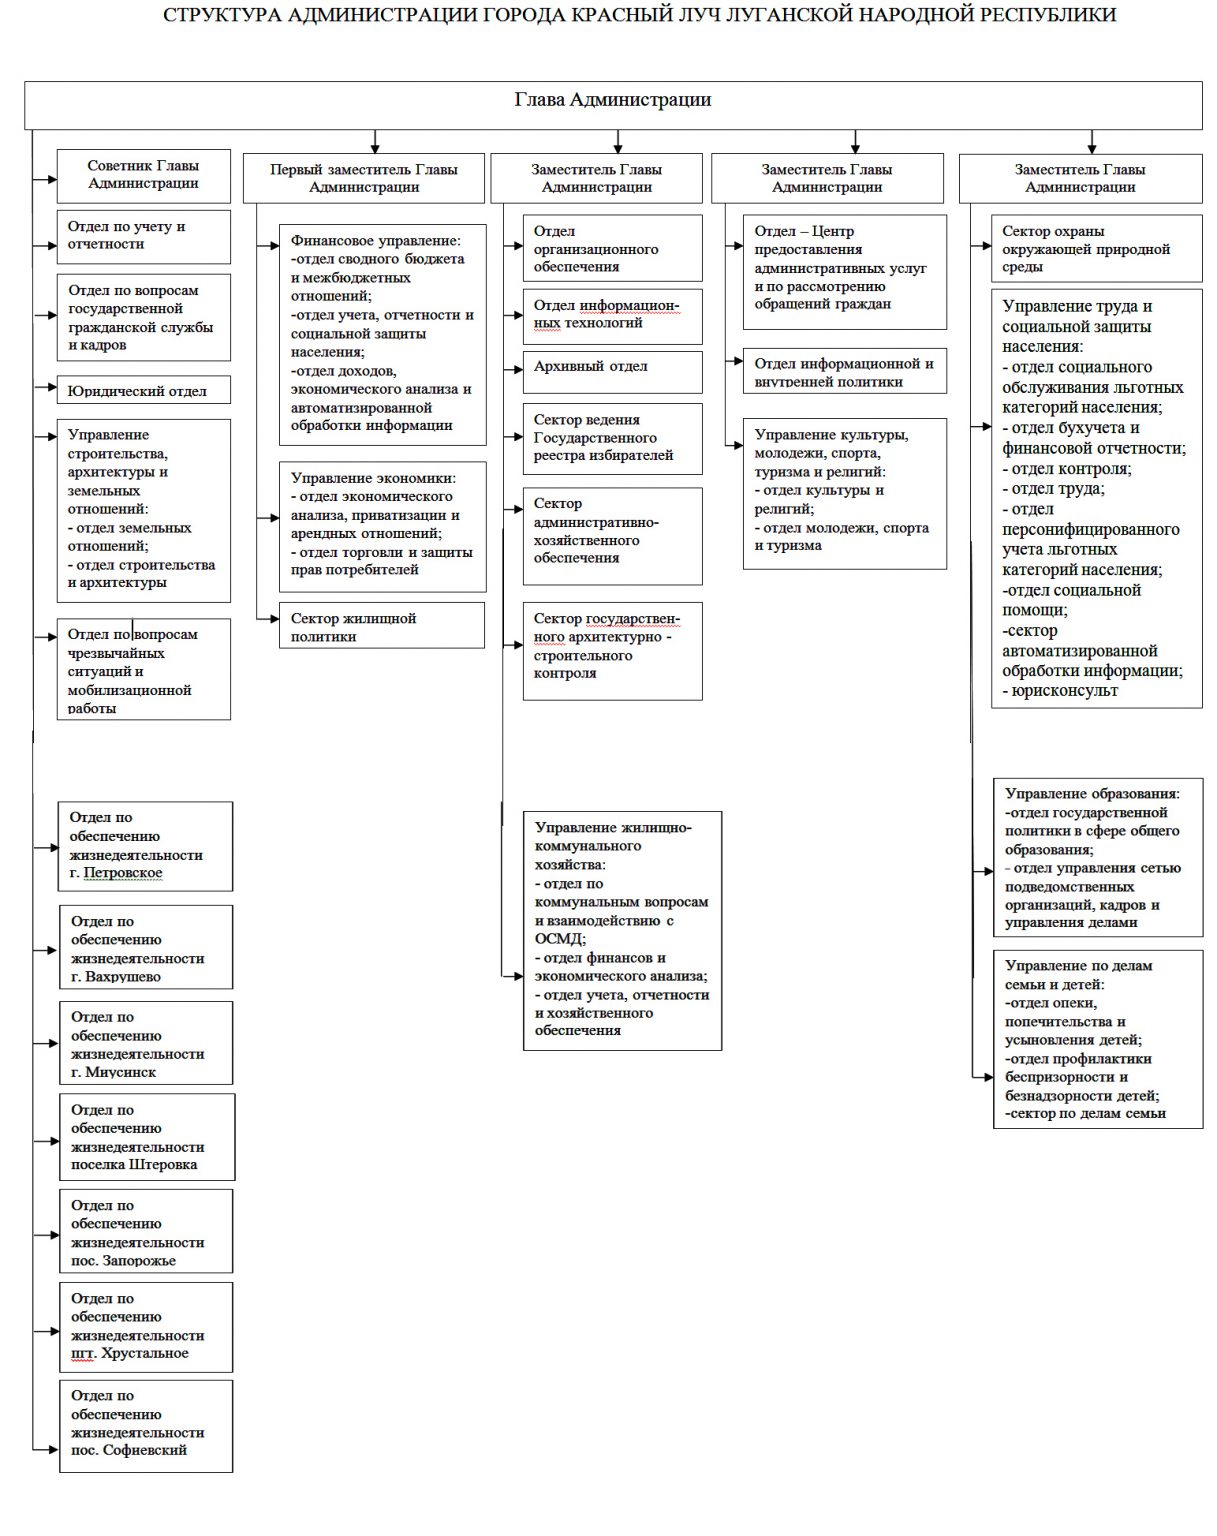 СТРУКТУРА АДМИНИСТРАЦИИ ГОРОДА КРАСНЫЙ ЛУЧ ЛУГАНСКОЙ НАРОДНОЙ РЕСПУБЛИКИ
Глава Администрации
Советник Главы
Администрации
Отдел по учету и
отчетности
Отдел по вопросам
государственной
гражданской службы
и кадров
Юридический отдел
Управление
строительства,
архитектуры и
земельных
отношений:
- отдел земельных
отношений;
- отдел строительства
и архитектуры
Отдел по вопросам
чрезвычайных
ситуаций и
мобилизационной
работы
Отдел по
обеспечению
жизнедеятельности
г. Петровское
Отдел по
обеспечению
жизнедеятельности
г. Вахрушево
Отдел по
обеспечению
жизнедеятельности
г. Миусинск
Отдел по
обеспечению
жизнедеятельности
поселка Штеровка
Отдел по
обеспечению
жизнедеятельности
пос. Запорожье
Отдел по
обеспечению
жизнедеятельности
пгт. Хрустальное
Отдел по
обеспечению
жизнедеятельности
пос. Софиевский
Первый заместитель Главы
Администрации
Финансовое управление:
-отдел сводного бюджета
и межбюджетных
отношений;
-отдел учета, отчетности и
социальной защиты
населения;
-отдел доходов,
экономического анализа и
автоматизированной
обработки информации
Управление экономики:
- отдел экономического
анализа, приватизации и
арендных отношений;
- отдел торговли и защиты
прав потребителей
Сектор жилищной
политики
Заместитель Главы
Администрации
Отдел
организационного
обеспечения
Отдел информацион-
ных технологий
Архивный отдел
Сектор ведения
Государственного
реестра избирателей
Сектор
административно-
хозяйственного
обеспечения
Сектор государствен-
ного архитектурно -
строительного
контроля
Управление жилищно-
коммунального
хозяйства:
- отдел по
коммунальным вопросам
и взаимодействию с
ОСМД;
- отдел финансов и
экономического анализа;
- отдел учета, отчетности
и хозяйственного
обеспечения
Заместитель Главы
Администрации
Отдел – Центр
предоставления
административных услуг
и по рассмотрению
обращений граждан
Отдел информационной и
внутренней политики
Управление культуры,
молодежи, спорта,
туризма и религий:
- отдел культуры и
религий;
- отдел молодежи, спорта
и туризма
Заместитель Главы
Администрации
Сектор охраны
окружающей природной
среды
Управление труда и
социальной защиты
населения:
- отдел социального
обслуживания льготных
категорий населения;
- отдел бухучета и
финансовой отчетности;
- отдел контроля;
- отдел труда;
- отдел
персонифицированного
учета льготных
категорий населения;
-отдел социальной
помощи;
-сектор
автоматизированной
обработки информации;
- юрисконсульт
Управление образования:
-отдел государственной
политики в сфере общего
образования;
- отдел управления сетью
подведомственных
организаций, кадров и
управления делами
Управление по делам
семьи и детей:
-отдел опеки,
попечительства и
усыновления детей;
-отдел профилактики
беспризорности и
безнадзорности детей;
-сектор по делам семьи